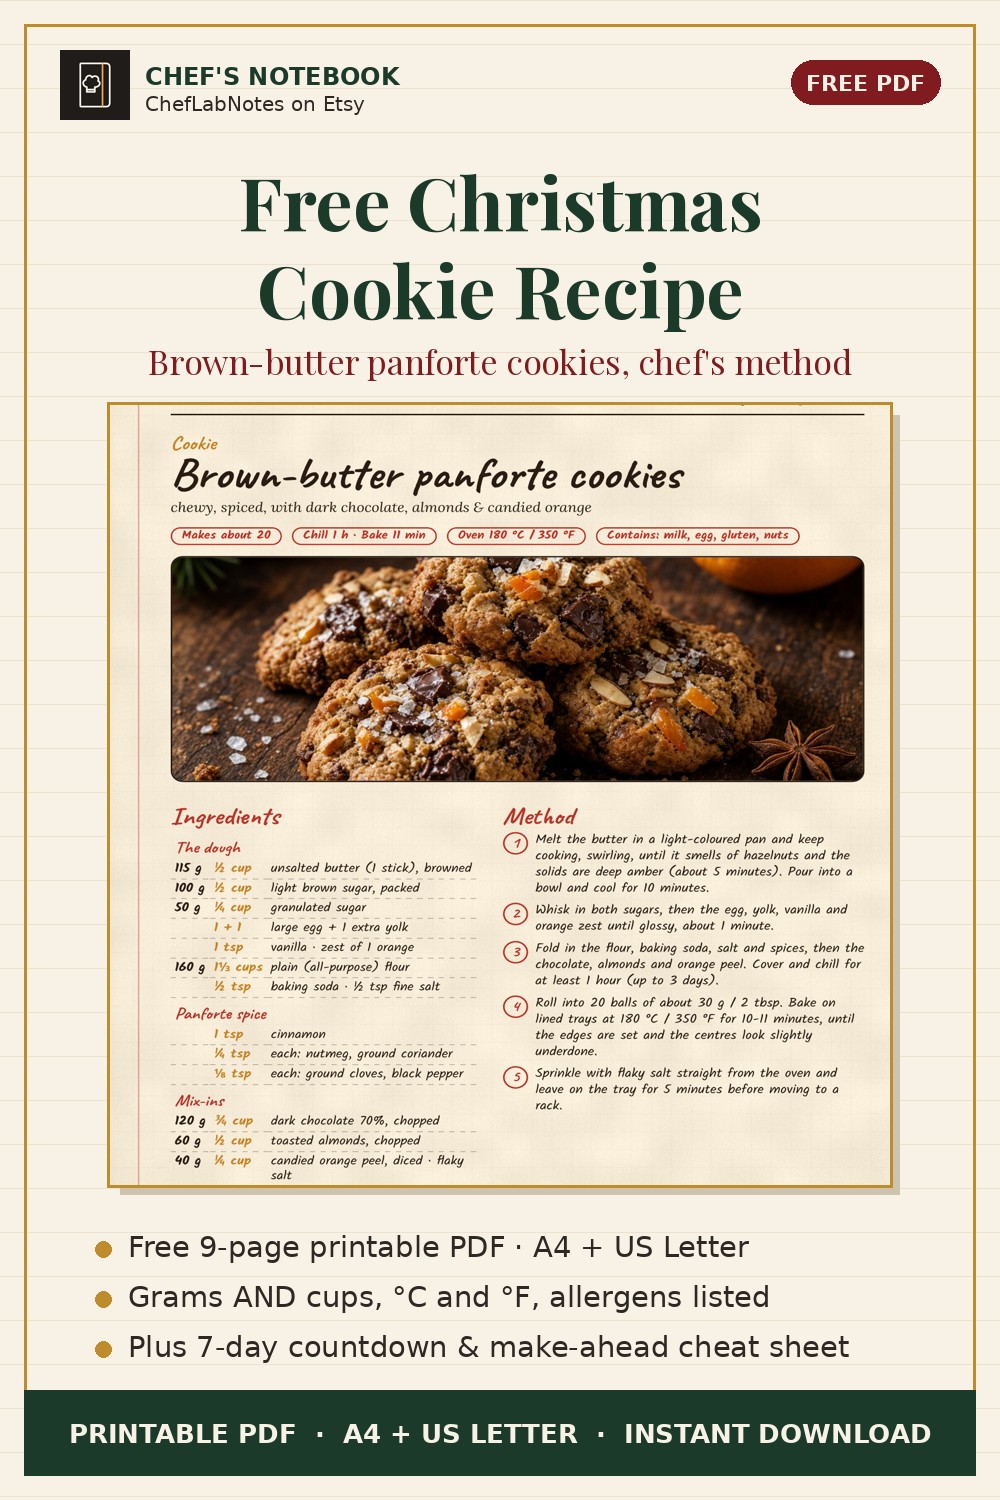 CHEF'S NOTEBOOK
ChefLabNotes on Etsy
FREE PDF
Free Christmas
Cookie Recipe
Brown-butter panforte cookies, chef's method
Cookie
Brown-butter panforte cookies
chewy, spiced, with dark chocolate, almonds & candied orange
Makes about 20
Chill 1 h · Bake 11 min
Oven 180 °C / 350 °F
Contains: milk, egg, gluten, nuts
Ingredients
The dough
115 g ½ cup unsalted butter (1 stick), browned
100 g ½ cup light brown sugar, packed
50 g ¼ cup granulated sugar
1 + 1 large egg + 1 extra yolk
1 tsp vanilla · zest of 1 orange
160 g 1⅓ cups plain (all-purpose) flour
½ tsp baking soda · ½ tsp fine salt
Panforte spice
1 tsp cinnamon
¼ tsp each: nutmeg, ground coriander
⅛ tsp each: ground cloves, black pepper
Mix-ins
120 g ¾ cup dark chocolate 70%, chopped
60 g ½ cup toasted almonds, chopped
40 g ¼ cup candied orange peel, diced · flaky
salt
Method
1 Melt the butter in a light-coloured pan and keep
cooking, swirling, until it smells of hazelnuts and the
solids are deep amber (about 5 minutes). Pour into a
bowl and cool for 10 minutes.
2 Whisk in both sugars, then the egg, yolk, vanilla and
orange zest until glossy, about 1 minute.
3 Fold in the flour, baking soda, salt and spices, then the
chocolate, almonds and orange peel. Cover and chill for
at least 1 hour (up to 3 days).
4 Roll into 20 balls of about 30 g / 2 tbsp. Bake on
lined trays at 180 °C / 350 °F for 10-11 minutes, until
the edges are set and the centres look slightly
underdone.
5 Sprinkle with flaky salt straight from the oven and
leave on the tray for 5 minutes before moving to a
rack.
Free 9-page printable PDF · A4 + US Letter
Grams AND cups, °C and °F, allergens listed
Plus 7-day countdown & make-ahead cheat sheet
PRINTABLE PDF · A4 + US LETTER · INSTANT DOWNLOAD